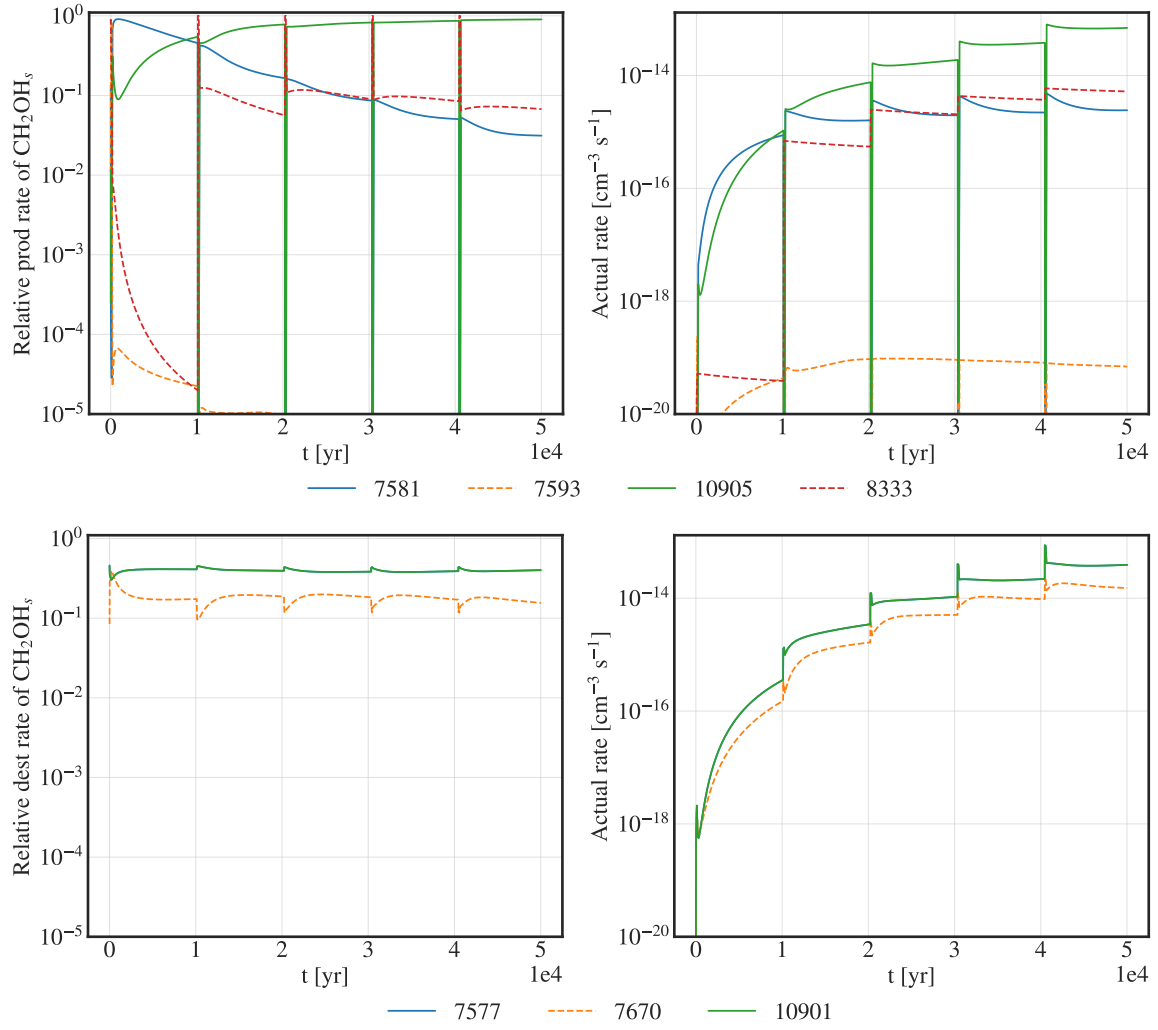 Relative prod rate of CH₂OHₛ
10⁰
10⁻¹
10⁻²
10⁻³
10⁻⁴
10⁻⁵
0 1 2 3 4 5
1e4
t [yr]
Actual rate [cm⁻³ s⁻¹]
10⁻¹⁴
10⁻¹⁶
10⁻¹⁸
10⁻²⁰
0 1 2 3 4 5
1e4
t [yr]
7581 7593 10905 8333
Relative dest rate of CH₂OHₛ
10⁰
10⁻¹
10⁻²
10⁻³
10⁻⁴
10⁻⁵
0 1 2 3 4 5
1e4
t [yr]
Actual rate [cm⁻³ s⁻¹]
10⁻¹⁴
10⁻¹⁶
10⁻¹⁸
10⁻²⁰
0 1 2 3 4 5
1e4
t [yr]
7577 7670 10901